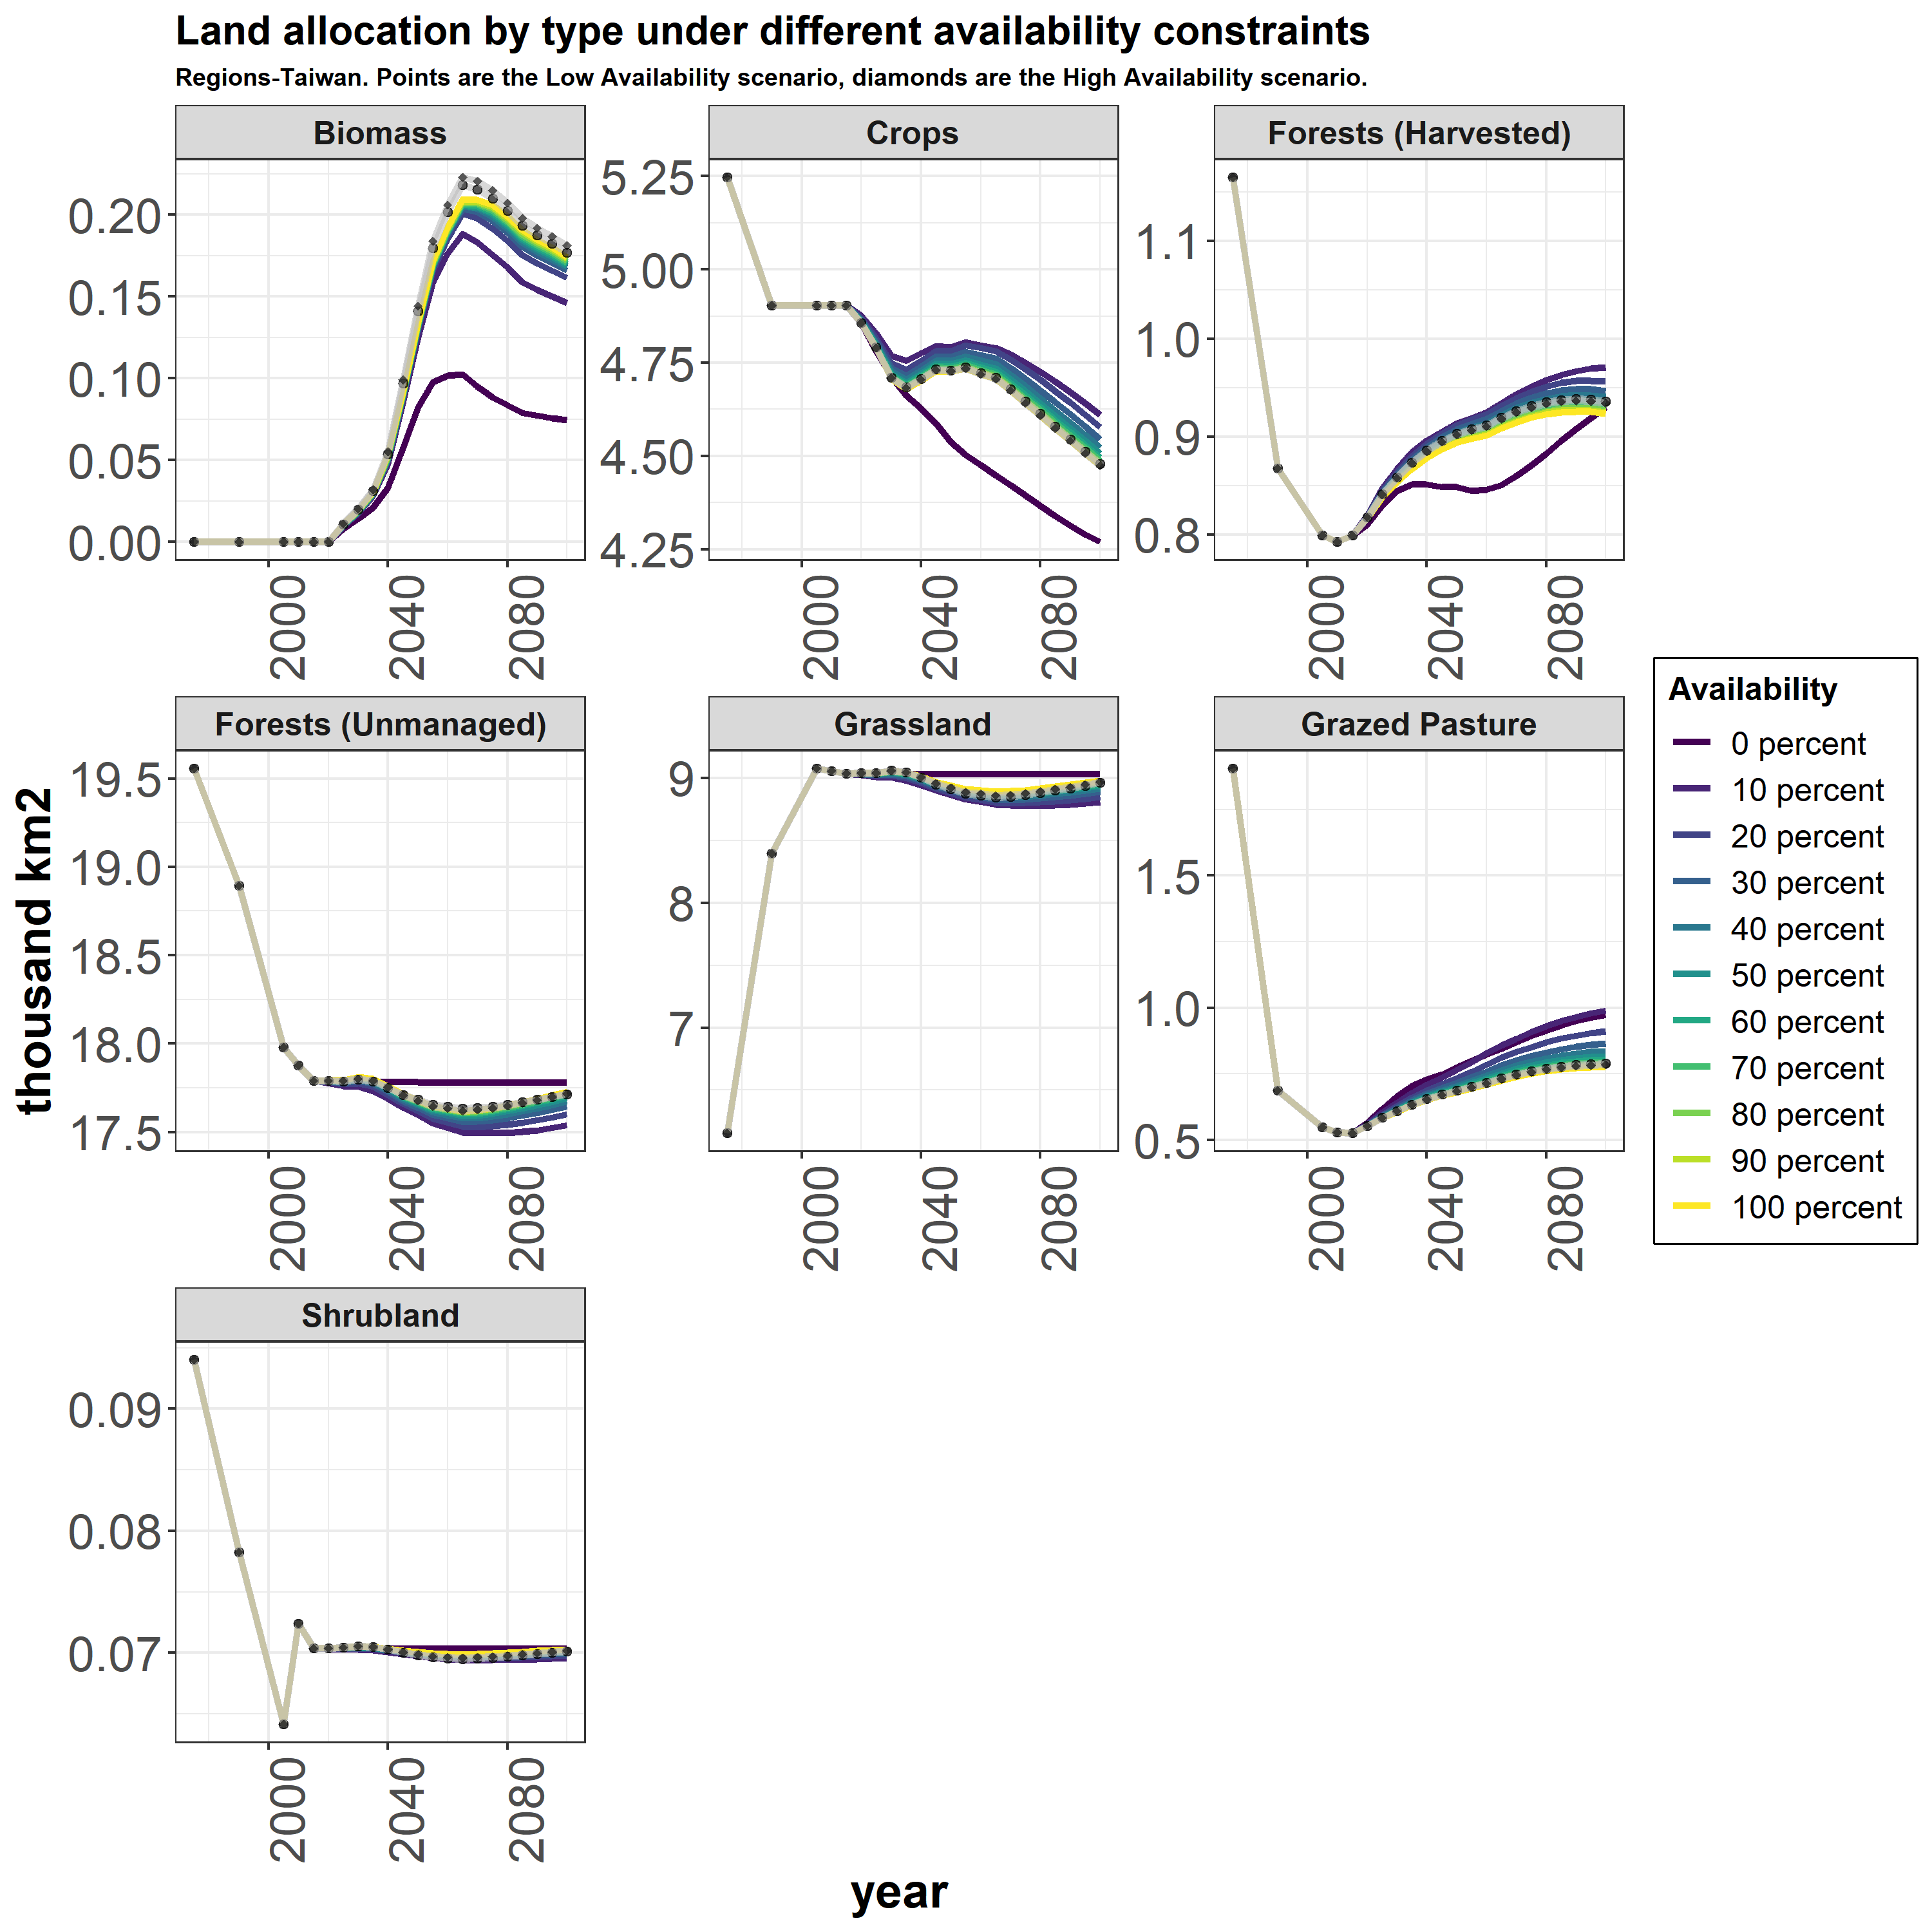 Land allocation by type under different availability constraints
Regions-Taiwan. Points are the Low Availability scenario, diamonds are the High Availability scenario.
Biomass
Crops
Forests (Harvested)
0.20
0.15
0.10
0.05
0.00
5.25
5.00
4.75
4.50
4.25
1.1
1.0
0.9
0.8
2000
2040
2080
2000
2040
2080
2000
2040
2080
Forests (Unmanaged)
Grassland
Grazed Pasture
19.5
19.0
18.5
18.0
17.5
9
8
7
1.5
1.0
0.5
2000
2040
2080
2000
2040
2080
2000
2040
2080
Shrubland
0.09
0.08
0.07
2000
2040
2080
thousand km2
year
Availability
0 percent
10 percent
20 percent
30 percent
40 percent
50 percent
60 percent
70 percent
80 percent
90 percent
100 percent